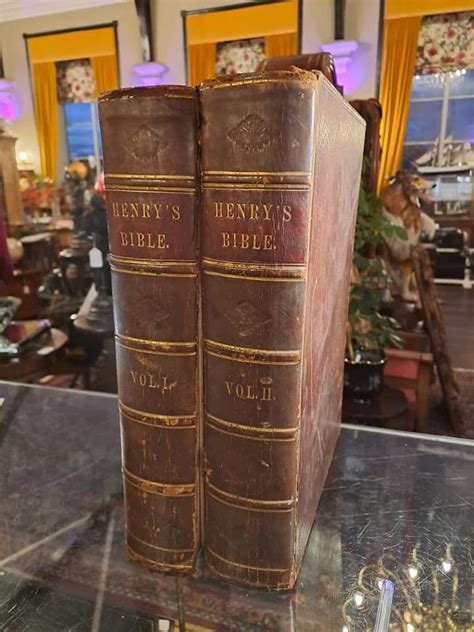 HENRY'S
BIBLE.
VOL. I.
HENRY'S
BIBLE.
VOL. II.